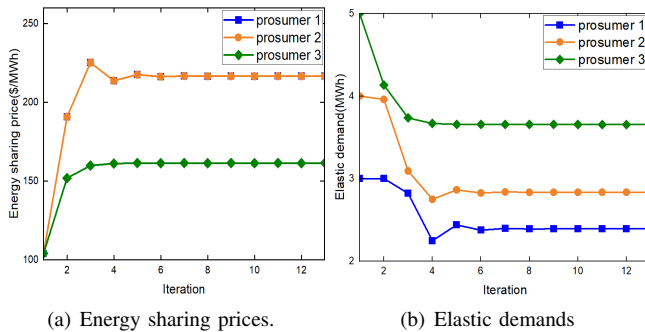 prosumer 1
prosumer 2
prosumer 3
Energy sharing price($/MWh)
250
200
150
100
2 4 6 8 10 12
Iteration
(a) Energy sharing prices.
prosumer 1
prosumer 2
prosumer 3
Elastic demand(MWh)
5
4
3
2
2 4 6 8 10 12
Iteration
(b) Elastic demands